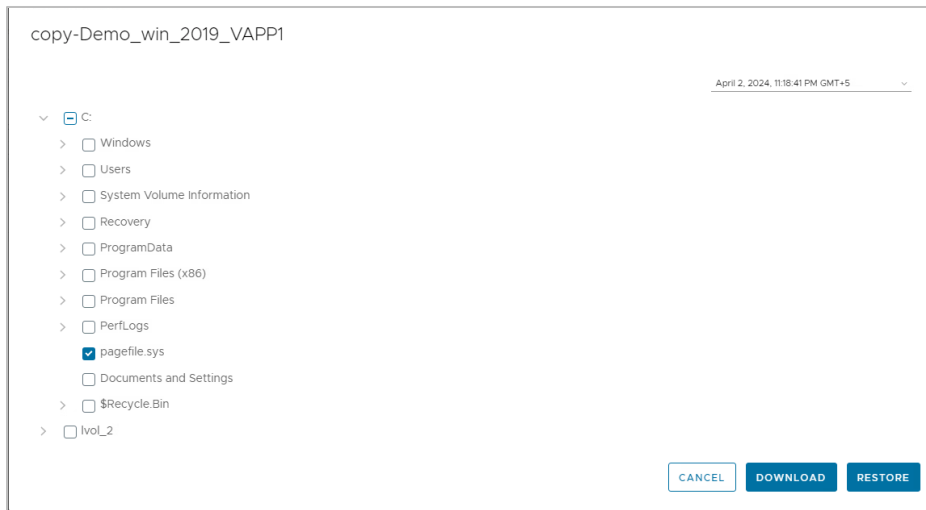 copy-Demo_win_2019_VAPP1
April 2, 2024, 11:18:41 PM GMT+5
C:
Windows
Users
System Volume Information
Recovery
ProgramData
Program Files (x86)
Program Files
PerfLogs
pagefile.sys
Documents and Settings
$Recycle.Bin
lvol_2
CANCEL DOWNLOAD RESTORE